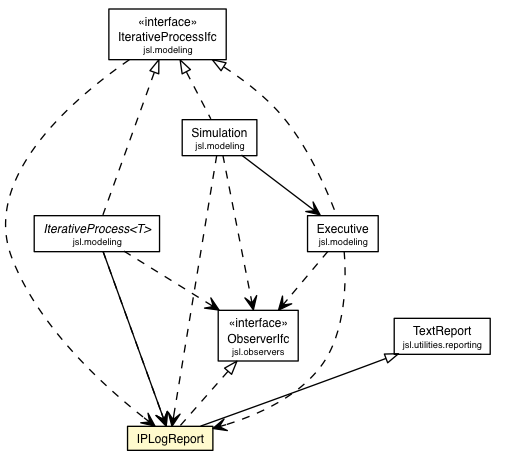 «interface»
IterativeProcessIfc
jsl.modeling
Simulation
jsl.modeling
IterativeProcess<T>
jsl.modeling
Executive
jsl.modeling
«interface»
ObserverIfc
jsl.observers
TextReport
jsl.utilities.reporting
IPLogReport